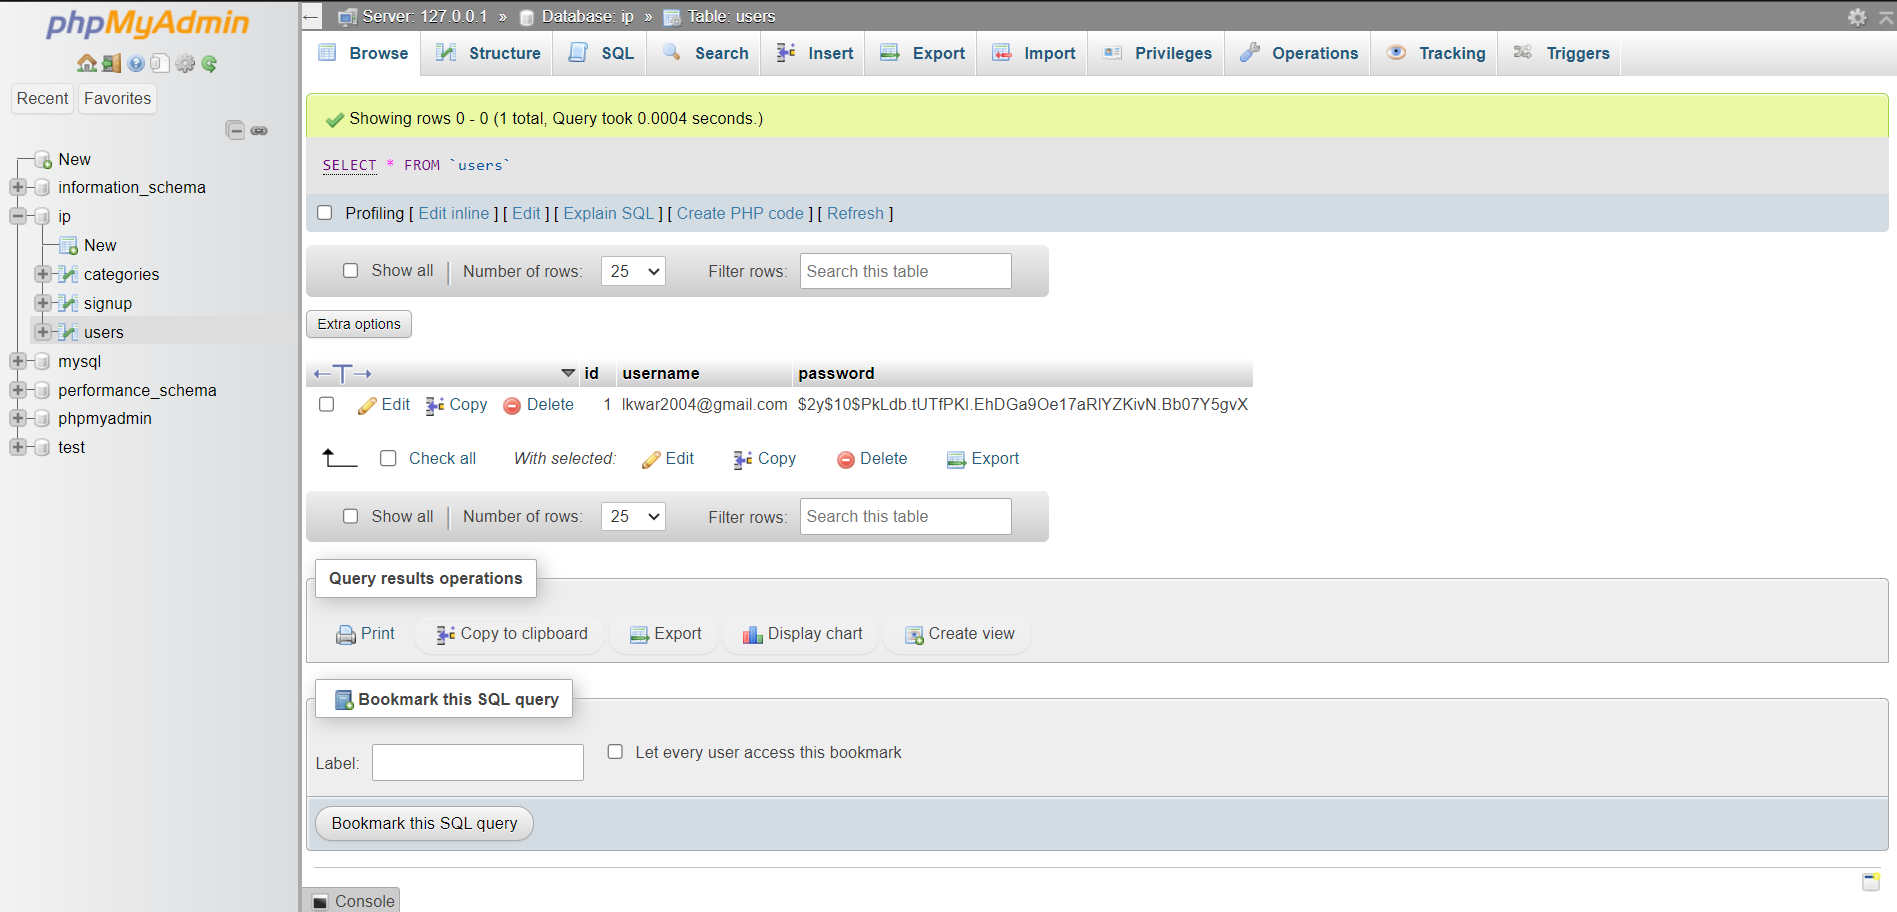 phpMyAdmin
Recent Favorites
New
information_schema
ip
New
categories
signup
users
mysql
performance_schema
phpmyadmin
test
Server: 127.0.0.1 » Database: ip » Table: users
Browse Structure SQL Search Insert Export Import Privileges Operations Tracking Triggers
Showing rows 0 - 0 (1 total, Query took 0.0004 seconds.)
SELECT * FROM `users`
Profiling [ Edit inline ] [ Edit ] [ Explain SQL ] [ Create PHP code ] [ Refresh ]
Show all Number of rows: 25 Filter rows: Search this table
Extra options
←T→ id username password
Edit Copy Delete 1 lkwar2004@gmail.com $2y$10$PkLdb.tUTfPKI.EhDGa9Oe17aRlYZKivN.Bb07Y5gvX
Check all With selected: Edit Copy Delete Export
Show all Number of rows: 25 Filter rows: Search this table
Query results operations
Print Copy to clipboard Export Display chart Create view
Bookmark this SQL query
Label: Let every user access this bookmark
Bookmark this SQL query
Console